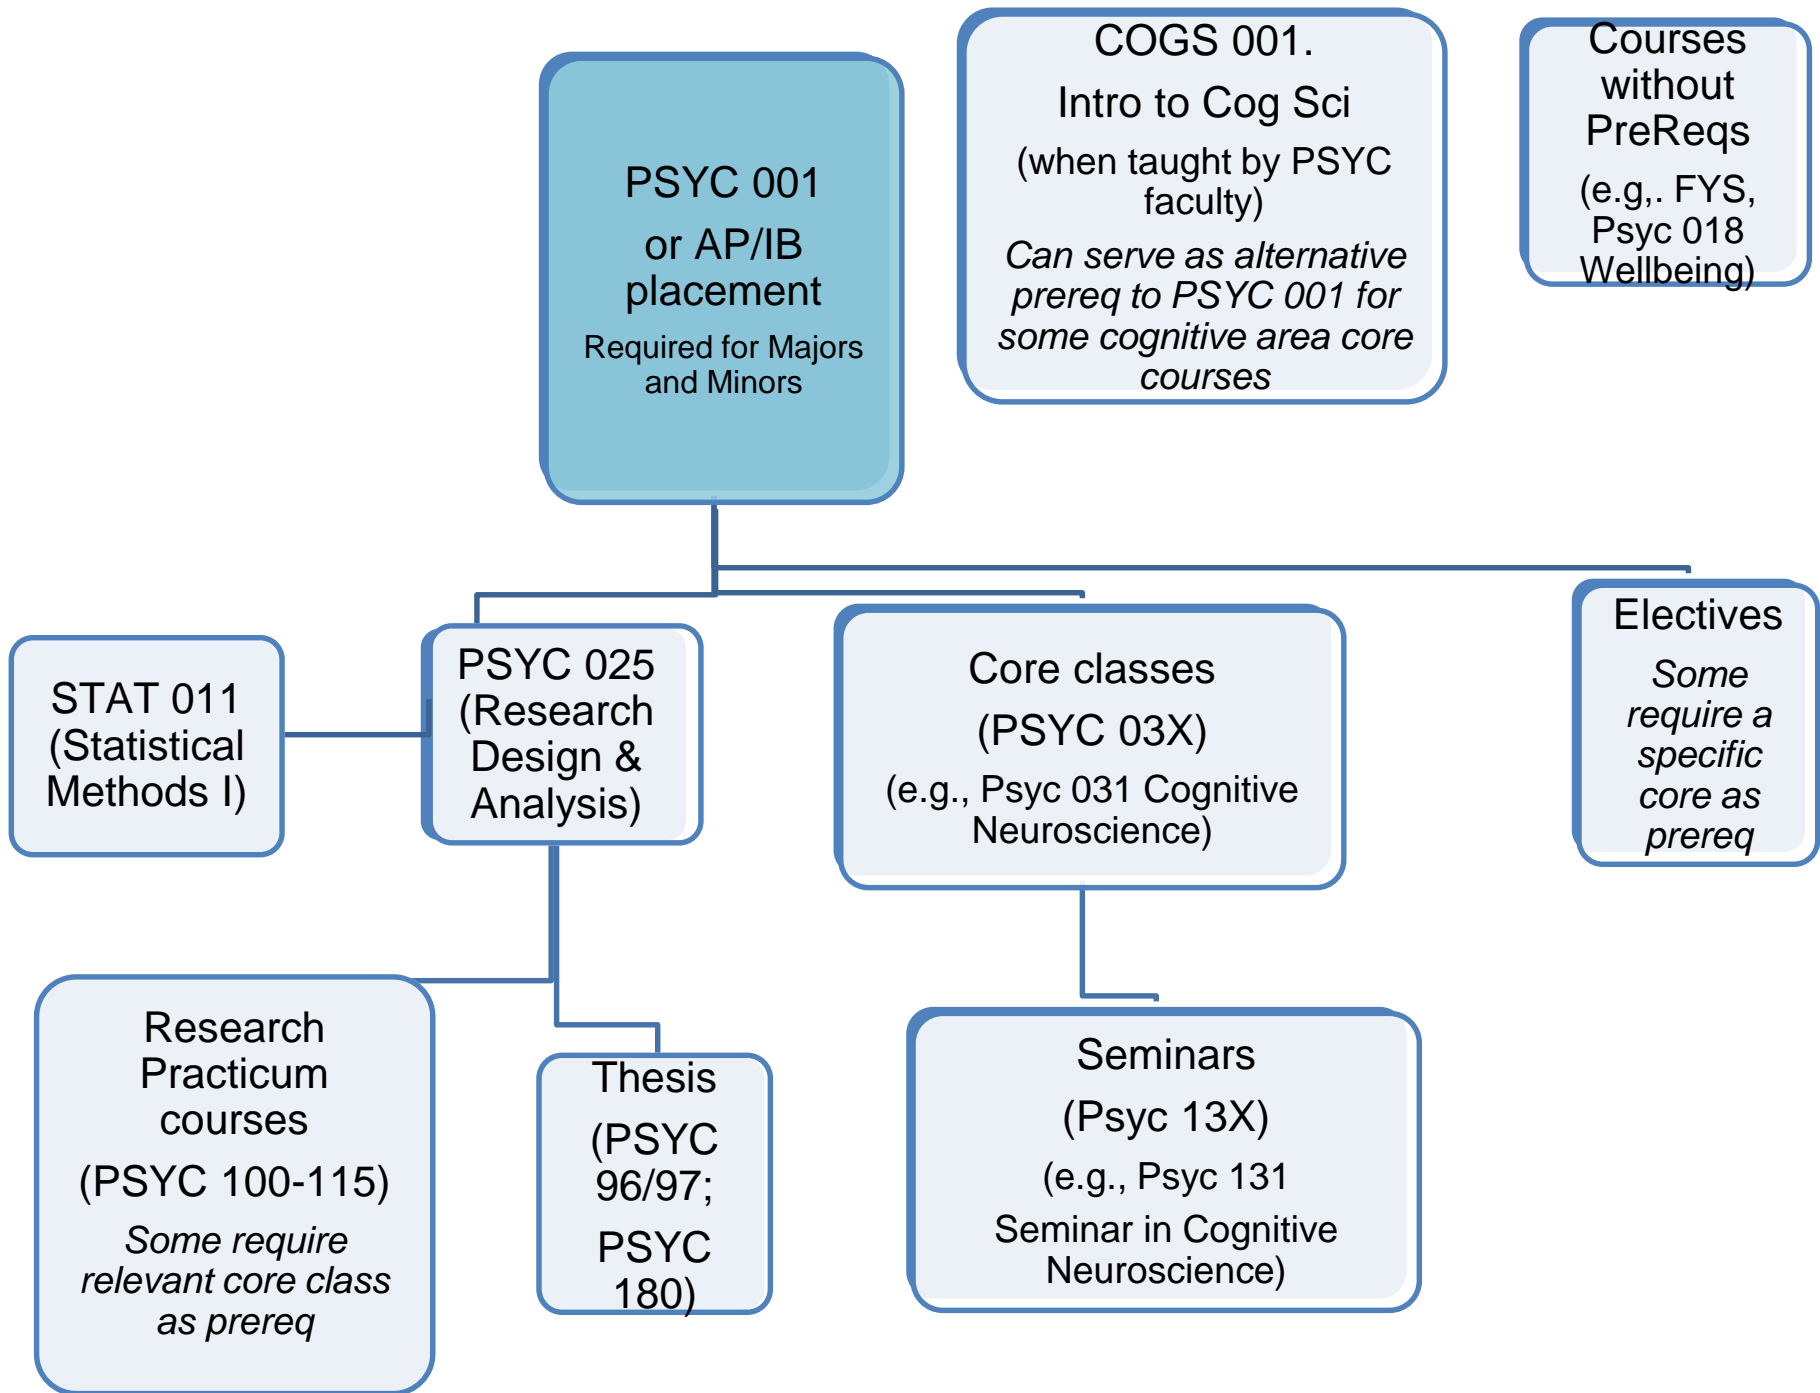 PSYC 001
or AP/IB
placement
Required for Majors
and Minors
COGS 001.
Intro to Cog Sci
(when taught by PSYC
faculty)
Can serve as alternative
prereq to PSYC 001 for
some cognitive area core
courses
Courses
without
PreReqs
(e.g,. FYS,
Psyc 018
Wellbeing)
STAT 011
(Statistical
Methods I)
PSYC 025
(Research
Design &
Analysis)
Core classes
(PSYC 03X)
(e.g., Psyc 031 Cognitive
Neuroscience)
Electives
Some
require a
specific
core as
prereq
Research
Practicum
courses
(PSYC 100-115)
Some require
relevant core class
as prereq
Thesis
(PSYC
96/97;
PSYC
180)
Seminars
(Psyc 13X)
(e.g., Psyc 131
Seminar in Cognitive
Neuroscience)